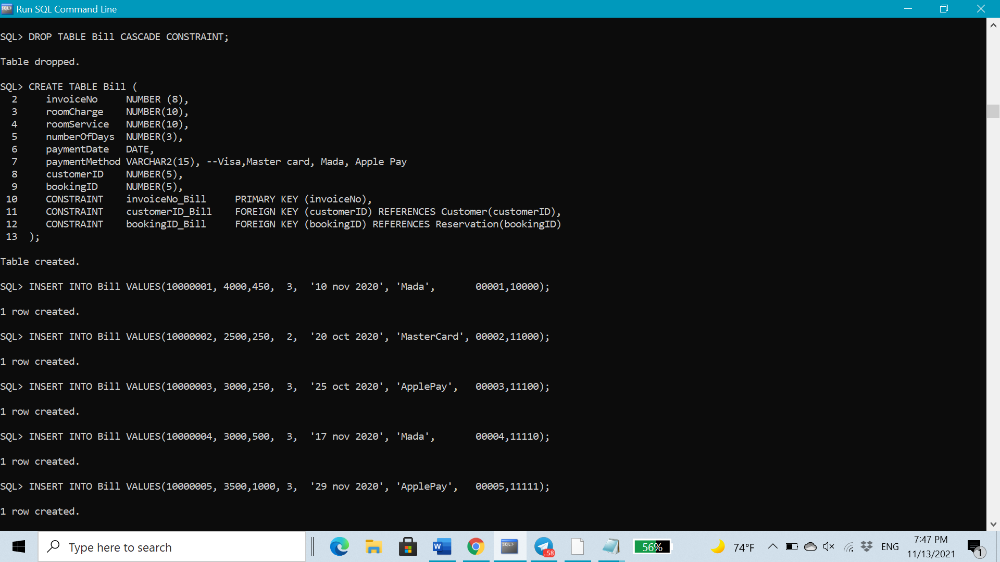 Run SQL Command Line
SQL> DROP TABLE Bill CASCADE CONSTRAINT;
Table dropped.
SQL> CREATE TABLE Bill (
  2     invoiceNo     NUMBER (8),
  3     roomCharge    NUMBER(10),
  4     roomService   NUMBER(10),
  5     numberOfDays  NUMBER(3),
  6     paymentDate   DATE,
  7     paymentMethod VARCHAR2(15), --Visa,Master card, Mada, Apple Pay
  8     customerID    NUMBER(5),
  9     bookingID     NUMBER(5),
 10     CONSTRAINT    invoiceNo_Bill     PRIMARY KEY (invoiceNo),
 11     CONSTRAINT    customerID_Bill    FOREIGN KEY (customerID) REFERENCES Customer(customerID),
 12     CONSTRAINT    bookingID_Bill     FOREIGN KEY (bookingID) REFERENCES Reservation(bookingID)
 13  );
Table created.
SQL> INSERT INTO Bill VALUES(10000001, 4000,450,  3,  '10 nov 2020', 'Mada',       00001,10000);
1 row created.
SQL> INSERT INTO Bill VALUES(10000002, 2500,250,  2,  '20 oct 2020', 'MasterCard', 00002,11000);
1 row created.
SQL> INSERT INTO Bill VALUES(10000003, 3000,250,  3,  '25 oct 2020', 'ApplePay',   00003,11100);
1 row created.
SQL> INSERT INTO Bill VALUES(10000004, 3000,500,  3,  '17 nov 2020', 'Mada',       00004,11110);
1 row created.
SQL> INSERT INTO Bill VALUES(10000005, 3500,1000, 3,  '29 nov 2020', 'ApplePay',   00005,11111);
1 row created.
Type here to search
W
SQL>
..58
56%
74°F
ENG
7:47 PM
11/13/2021
1